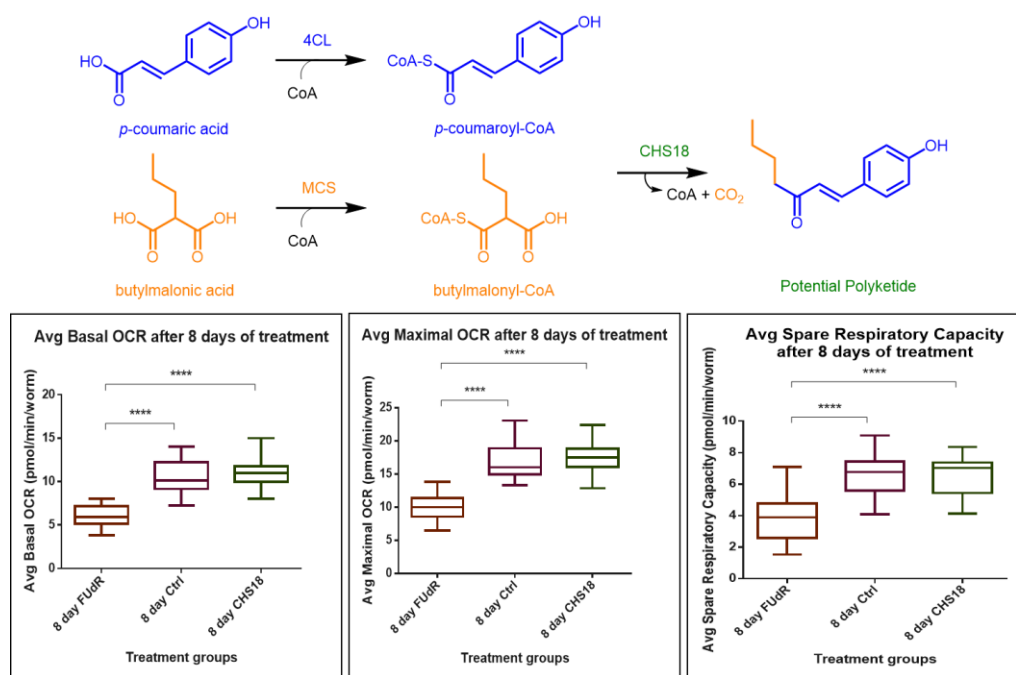 OH
4CL
HO
O
CoA
p-coumaric acid
OH
CoA-S
O
p-coumaroyl-CoA
HO
OH
O
O
MCS
CoA
butylmalonic acid
CoA-S
OH
O
O
butylmalonyl-CoA
CHS18
CoA + CO2
OH
O
Potential Polyketide
Avg Basal OCR after 8 days of treatment
****
****
Avg Basal OCR (pmol/min/worm)
20
15
10
5
0
8 day FUdR
8 day Ctrl
8 day CHS18
Treatment groups
Avg Maximal OCR after 8 days of treatment
****
****
Avg Maximal OCR (pmol/min/worm)
25
20
15
10
5
0
8 day FUdR
8 day Ctrl
8 day CHS18
Treatment groups
Avg Spare Respiratory Capacity
after 8 days of treatment
****
****
Avg Spare Respiratory Capacity (pmol/min/worm)
10
8
6
4
2
0
8 day FUdR
8 day Ctrl
8 day CHS18
Treatment groups